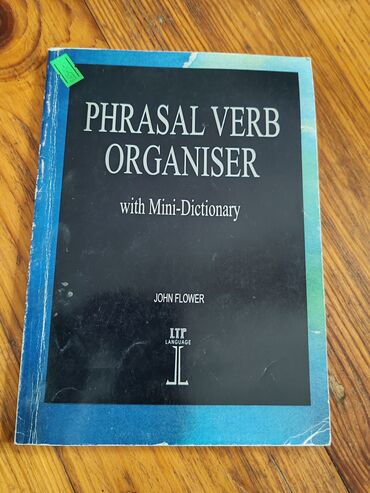 PHRASAL VERB
ORGANISER
with Mini-Dictionary
JOHN FLOWER
LTP
LANGUAGE